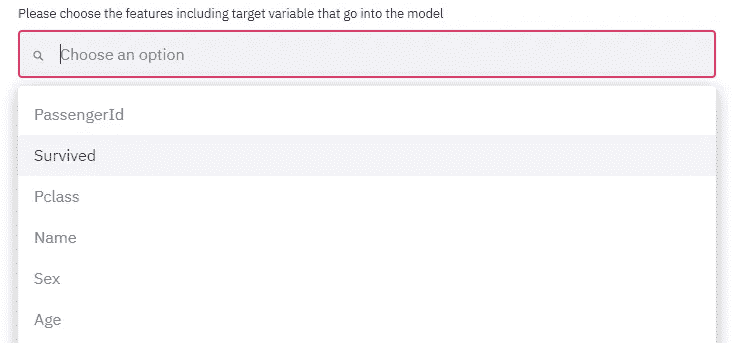 Please choose the features including target variable that go into the model
Choose an option
PassengerId
Survived
Pclass
Name
Sex
Age